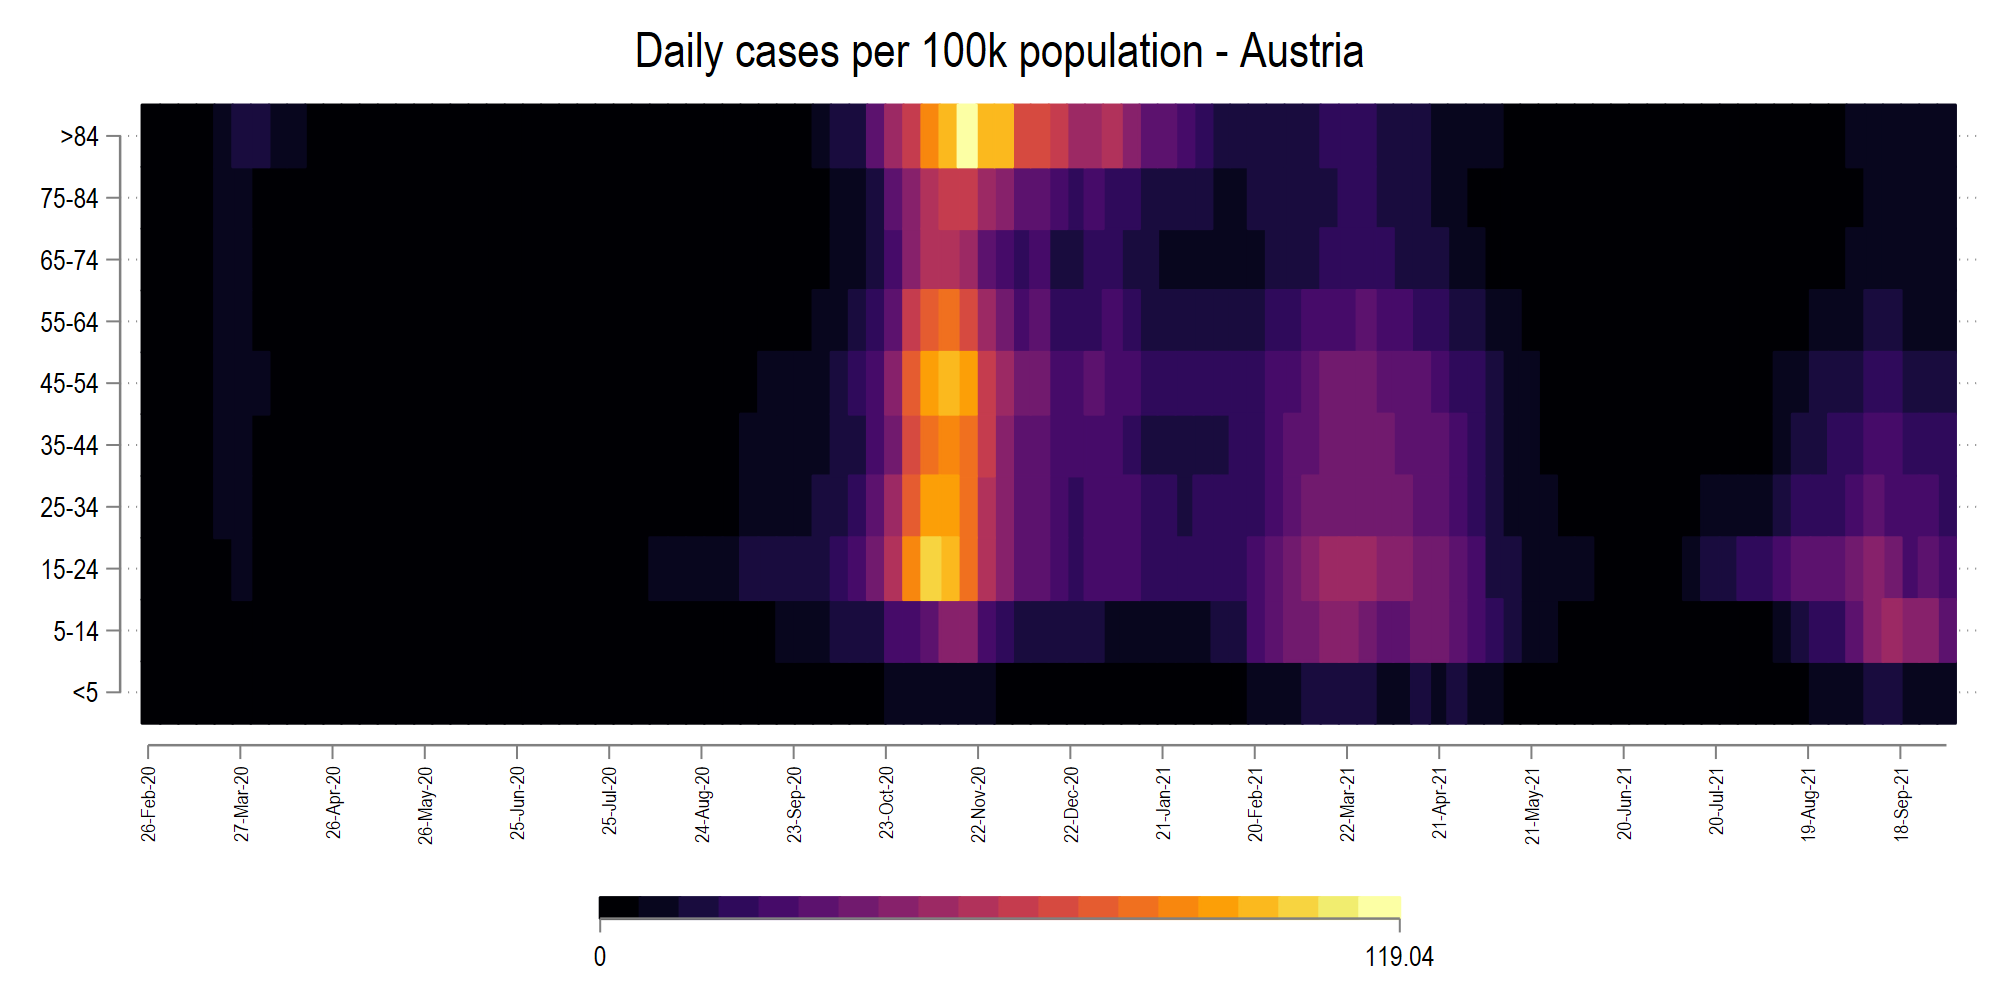 Daily cases per 100k population - Austria
>84
75-84
65-74
55-64
45-54
35-44
25-34
15-24
5-14
<5
26-Feb-20
27-Mar-20
26-Apr-20
26-May-20
25-Jun-20
25-Jul-20
24-Aug-20
23-Sep-20
23-Oct-20
22-Nov-20
22-Dec-20
21-Jan-21
20-Feb-21
22-Mar-21
21-Apr-21
21-May-21
20-Jun-21
20-Jul-21
19-Aug-21
18-Sep-21
0
119.04